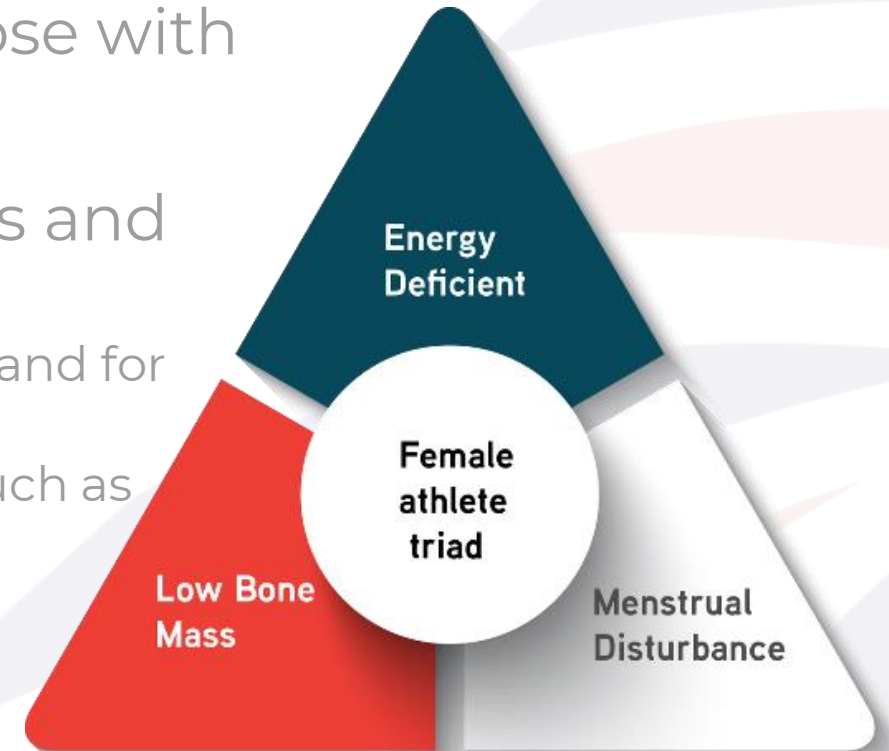 ose with
s and
and for
uch as
Energy
Deficient
Female
athlete
triad
Low Bone
Mass
Menstrual
Disturbance